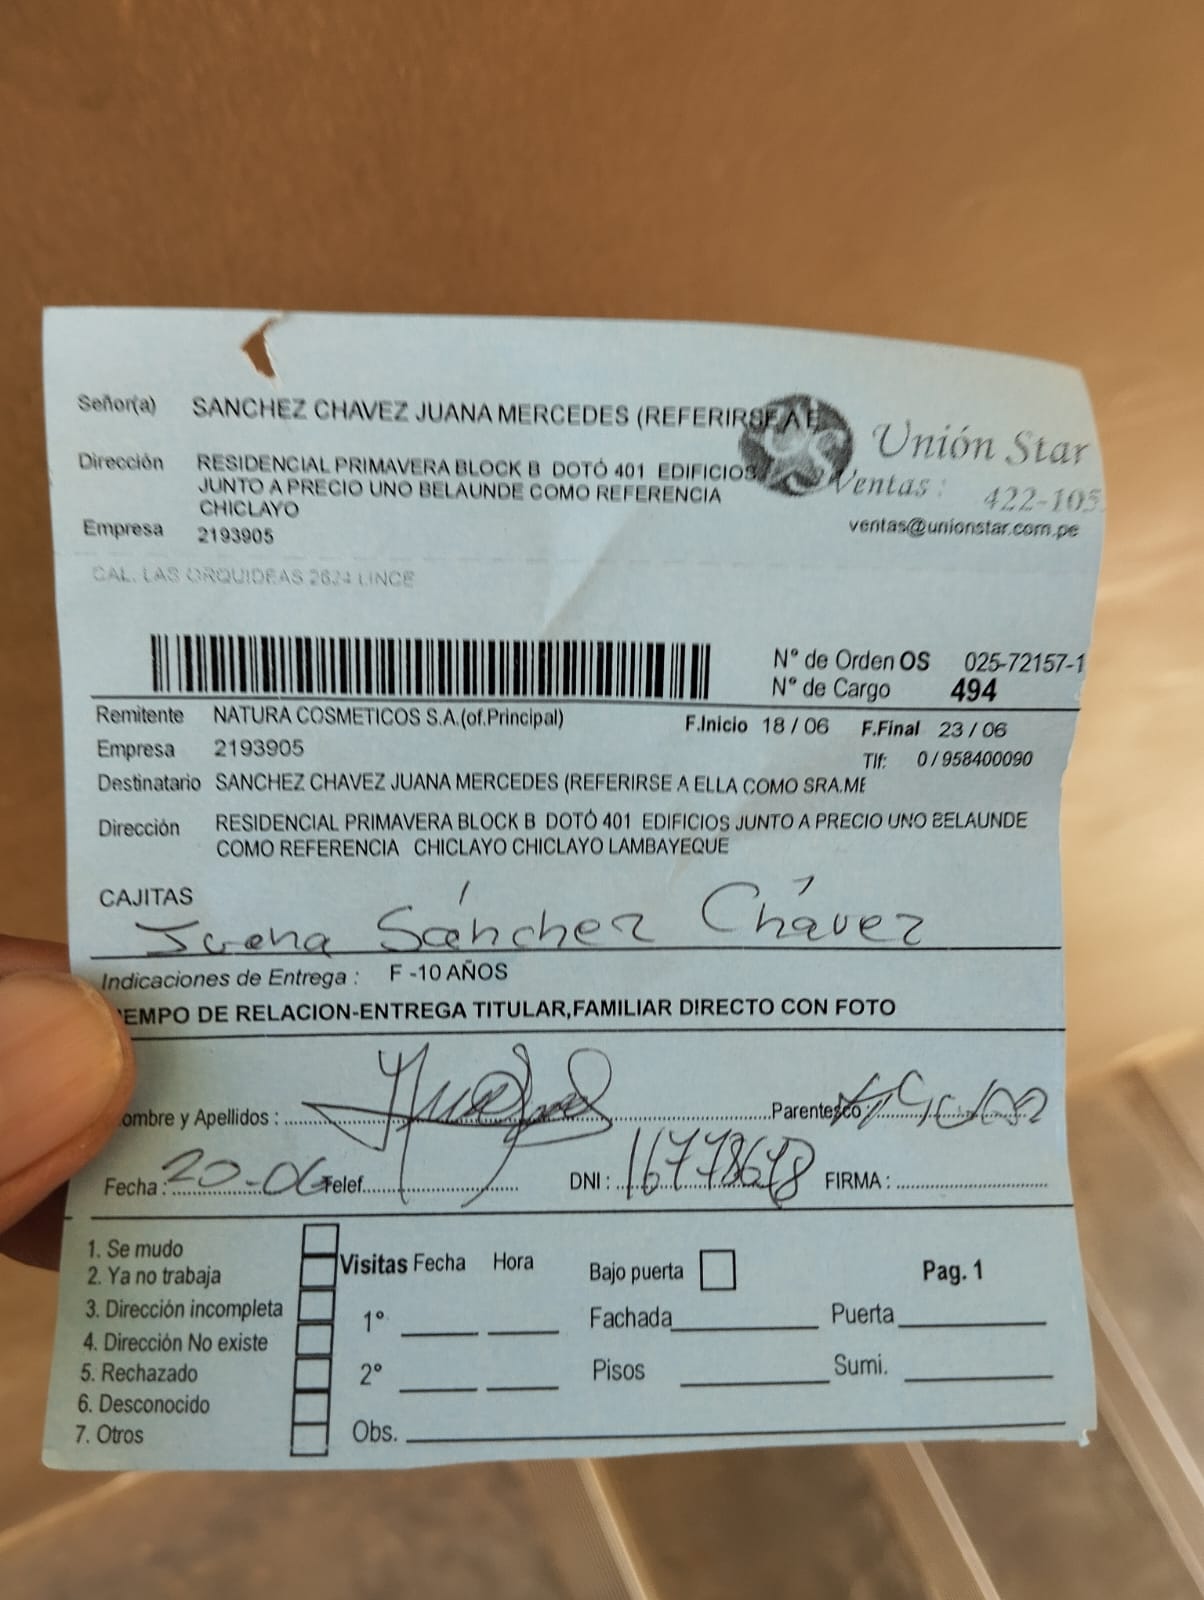 Señor(a) SANCHEZ CHAVEZ JUANA MERCEDES (REFERIRSE A E
Unión Star
Dirección RESIDENCIAL PRIMAVERA BLOCK B DOTÓ 401 EDIFICIOS
JUNTO A PRECIO UNO BELAUNDE COMO REFERENCIA
CHICLAYO
Ventas: 422-105
ventas@unionstar.com.pe
Empresa 2193905
CAL. LAS ORQUIDEAS 2624 LINCE
N° de Orden OS 025-72157-1
N° de Cargo 494
Remitente NATURA COSMETICOS S.A.(of.Principal) F.Inicio 18 / 06 F.Final 23 / 06
Empresa 2193905 Tlf: 0 / 958400090
Destinatario SANCHEZ CHAVEZ JUANA MERCEDES (REFERIRSE A ELLA COMO SRA.ME
Dirección RESIDENCIAL PRIMAVERA BLOCK B DOTÓ 401 EDIFICIOS JUNTO A PRECIO UNO BELAUNDE
COMO REFERENCIA CHICLAYO CHICLAYO LAMBAYEQUE
CAJITAS
Juana Sánchez Chávez
Indicaciones de Entrega : F -10 AÑOS
EMPO DE RELACION-ENTREGA TITULAR,FAMILIAR DIRECTO CON FOTO
ombre y Apellidos : Parentesco:
Fecha: 20-06 Telef. DNI : 16778678 FIRMA :
1. Se mudo
2. Ya no trabaja
3. Dirección incompleta
4. Dirección No existe
5. Rechazado
6. Desconocido
7. Otros
Visitas Fecha Hora
1°
2°
Obs.
Bajo puerta Pag. 1
Fachada Puerta
Pisos Sumi.